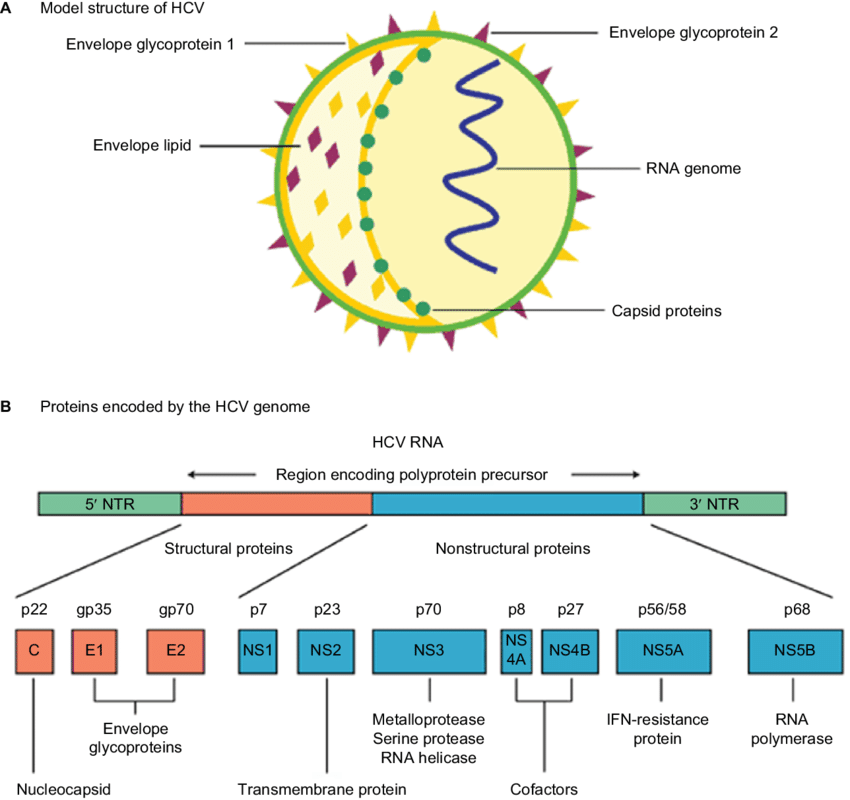 A Model structure of HCV
Envelope glycoprotein 1
Envelope glycoprotein 2
Envelope lipid
RNA genome
Capsid proteins
B Proteins encoded by the HCV genome
HCV RNA
Region encoding polyprotein precursor
5′ NTR
3′ NTR
Structural proteins
Nonstructural proteins
p22 gp35 gp70 p7 p23 p70 p8 p27 p56/58 p68
C E1 E2 NS1 NS2 NS3 NS
4A NS4B NS5A NS5B
Envelope
glycoproteins
Metalloprotease
Serine protease
RNA helicase
IFN-resistance
protein
RNA
polymerase
Nucleocapsid
Transmembrane protein
Cofactors